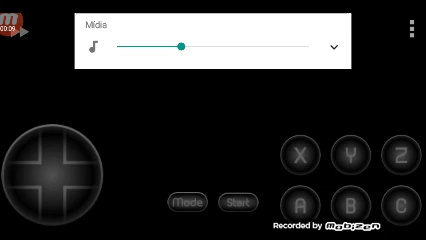 Mídia
00:09
X Y Z
Mode Start
A B C
Recorded by Mobizen